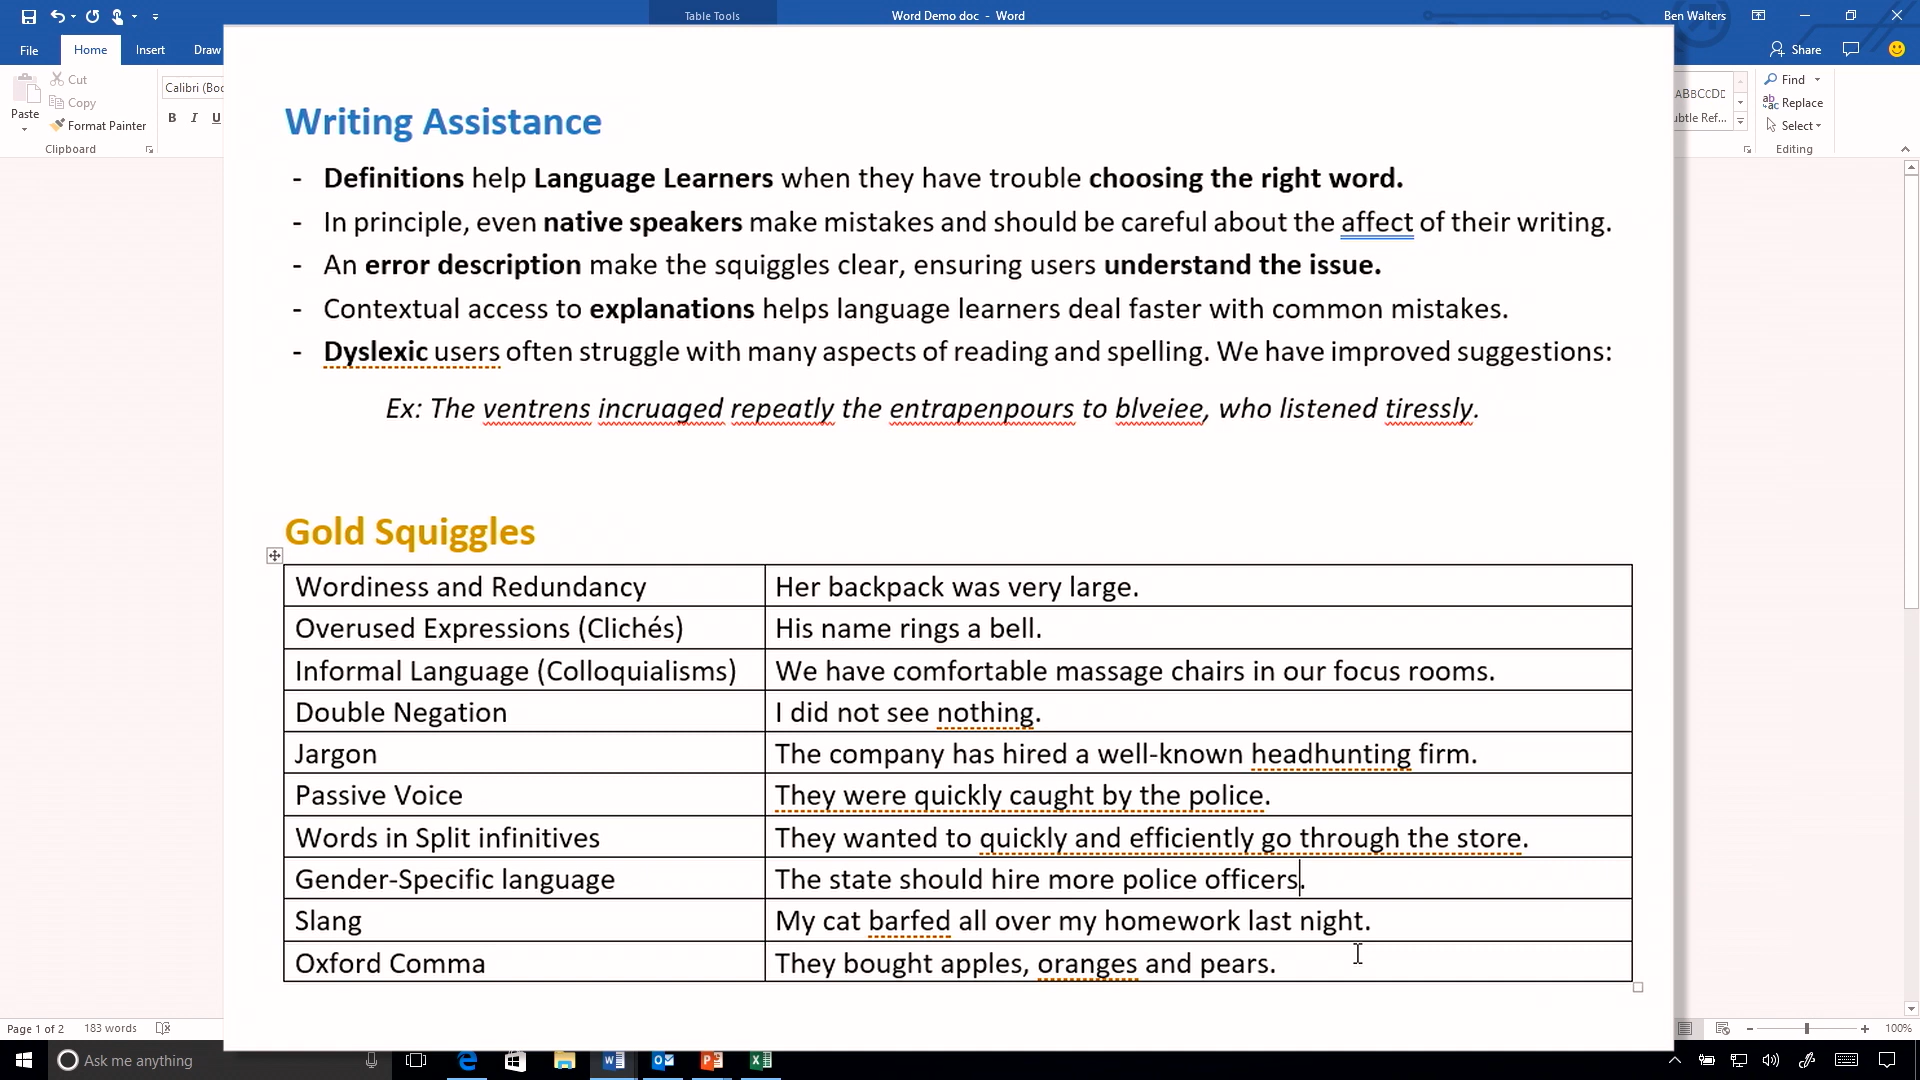 Table Tools
Word Demo doc - Word
Ben Walters
File
Home
Insert
Draw
Share
Paste
Cut
Copy
Format Painter
Clipboard
Calibri (Boo
B I U
ABBCCDI
Find
Replace
Select
Editing
Writing Assistance
- Definitions help Language Learners when they have trouble choosing the right word.
- In principle, even native speakers make mistakes and should be careful about the affect of their writing.
- An error description make the squiggles clear, ensuring users understand the issue.
- Contextual access to explanations helps language learners deal faster with common mistakes.
- Dyslexic users often struggle with many aspects of reading and spelling. We have improved suggestions:
Ex: The ventrens incruaged repeatly the entrapenpours to blveiee, who listened tiressly.
Gold Squiggles
Wordiness and Redundancy Her backpack was very large.
Overused Expressions (Clichés) His name rings a bell.
Informal Language (Colloquialisms) We have comfortable massage chairs in our focus rooms.
Double Negation I did not see nothing.
Jargon The company has hired a well-known headhunting firm.
Passive Voice They were quickly caught by the police.
Words in Split infinitives They wanted to quickly and efficiently go through the store.
Gender-Specific language The state should hire more police officers.
Slang My cat barfed all over my homework last night.
Oxford Comma They bought apples, oranges and pears.
Page 1 of 2 183 words
100%
Ask me anything